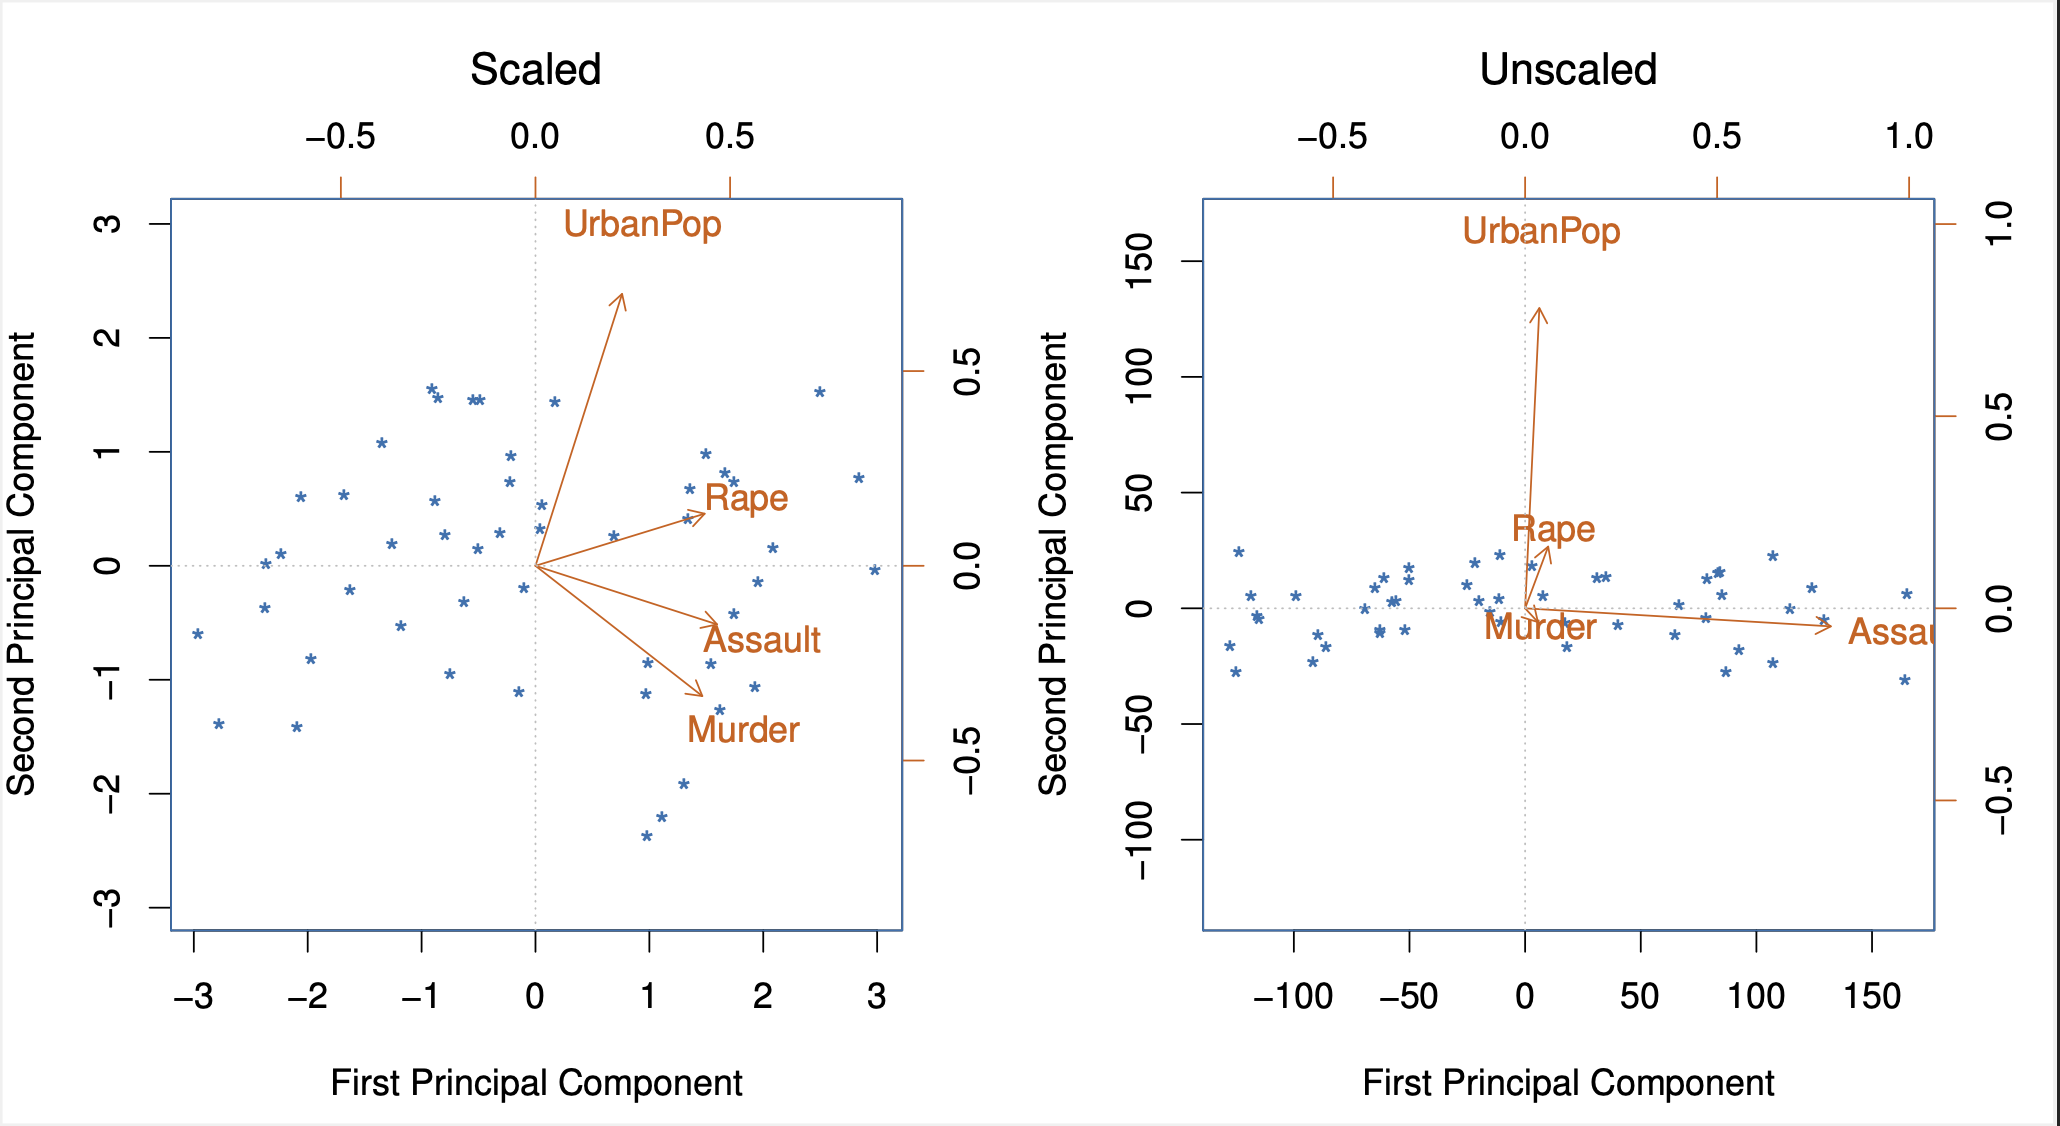 Scaled
−0.5 0.0 0.5
UrbanPop
Rape
Assault
Murder
3
2
1
0
−1
−2
−3
Second Principal Component
0.5
0.0
−0.5
−3 −2 −1 0 1 2 3
First Principal Component
Unscaled
−0.5 0.0 0.5 1.0
UrbanPop
Rape
Murder
Assau
150
100
50
0
−50
−100
Second Principal Component
1.0
0.5
0.0
−0.5
−100 −50 0 50 100 150
First Principal Component